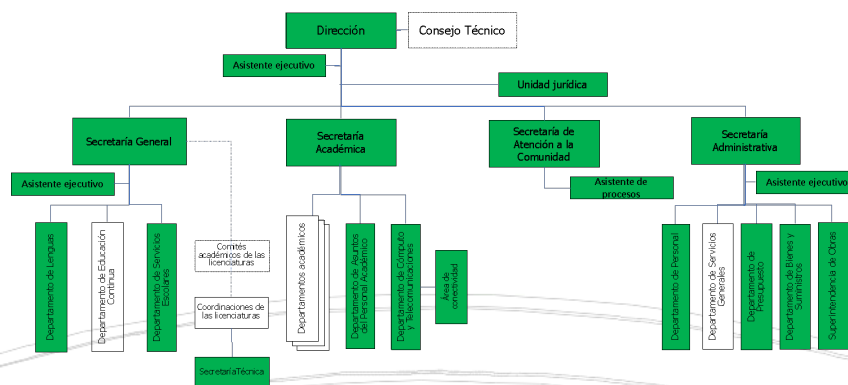 Dirección
Consejo Técnico
Asistente ejecutivo
Unidad jurídica
Secretaría General
Secretaría
Académica
Secretaría de
Atención a la
Comunidad
Secretaría
Administrativa
Asistente ejecutivo
Asistente de
procesos
Asistente ejecutivo
Departamento de Lenguas
Departamento de Educación
Continua
Departamento de Servicios
Escolares
Comités
académicos de las
licenciaturas
Coordinaciones de
las licenciaturas
SecretaríaTécnica
Departamentos académicos
Departamento de Asuntos
del Personal Académico
Departamento de Cómputo
y Telecomunicaciones
Área de
conectividad
Departamento de Personal
Departamento de Servicios
Generales
Departamento de
Presupuesto
Departamento de Bienes y
Suministros
Superintendencia de Obras